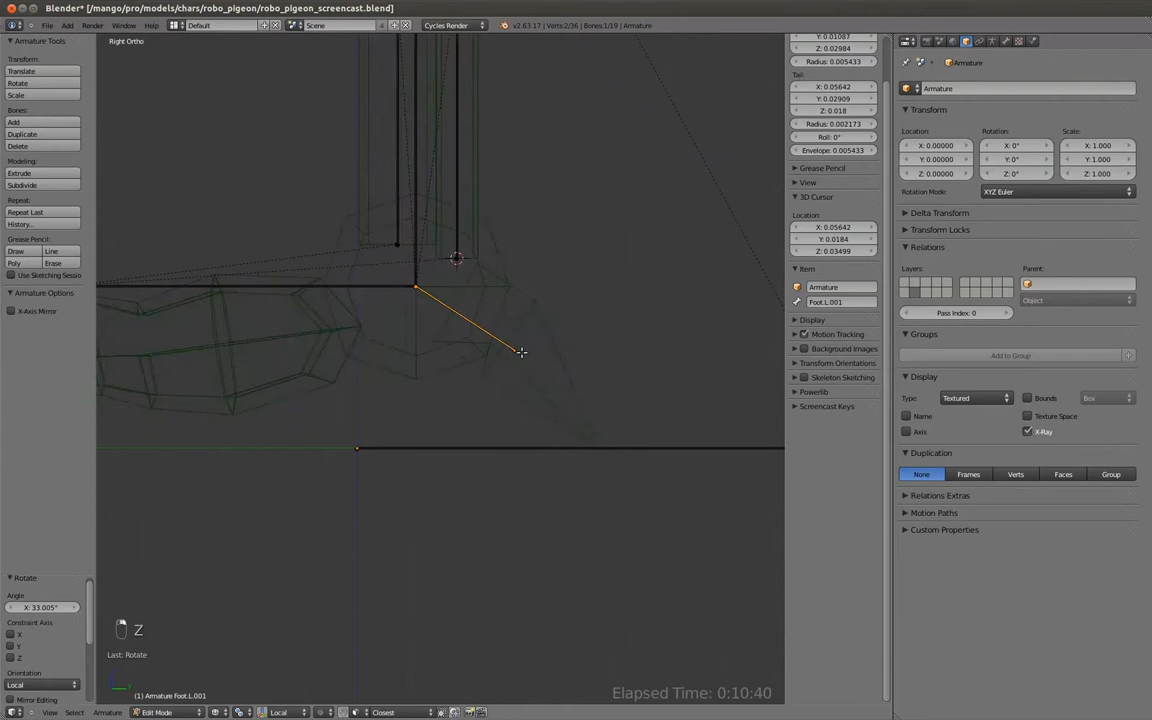 Blender* [/mango/pro/models/chars/robo_pigeon/robo_pigeon_screencast.blend]
File Add Render Help Default Scene Cycles Render v2.63.17 | Verts:2/36 | Bones:1/19 | Armature
Armature Tools
Transform:
Translate
Rotate
Scale
Bones:
Add
Duplicate
Delete
Modeling:
Extrude
Subdivide
Repeat:
Repeat Last
History...
Grease Pencil:
Draw Line
Poly Erase
Use Sketching Sessio
Armature Options
X-Axis Mirror
Rotate
Angle
X: 33.005°
Constraint Axis
X
Y
Z
Orientation
Local
Mirror Editing
Right Ortho
Z
Last: Rotate
(1) Armature Foot.L.001
Elapsed Time: 0:10:40
View Select Armature Edit Mode Local Closest
Y: 0.01087
Z: 0.02984
Radius: 0.005433
Tail:
X: 0.05642
Y: 0.02909
Z: 0.018
Radius: 0.002173
Roll: 0°
Envelope: 0.005433
Grease Pencil
View
3D Cursor
Location:
X: 0.05642
Y: 0.0184
Z: 0.03499
Item
Armature
Foot.L.001
Display
Motion Tracking
Background Images
Transform Orientations
Skeleton Sketching
Powerlib
Screencast Keys
Armature
Armature
Transform
Location: Rotation: Scale:
X: 0.00000 X: 0° X: 1.000
Y: 0.00000 Y: 0° Y: 1.000
Z: 0.00000 Z: 0° Z: 1.000
Rotation Mode: XYZ Euler
Delta Transform
Transform Locks
Relations
Layers: Parent:
Object
Pass Index: 0
Groups
Add to Group
Display
Type: Textured Bounds Box
Name Texture Space
Axis X-Ray
Duplication
None Frames Verts Faces Group
Relations Extras
Motion Paths
Custom Properties